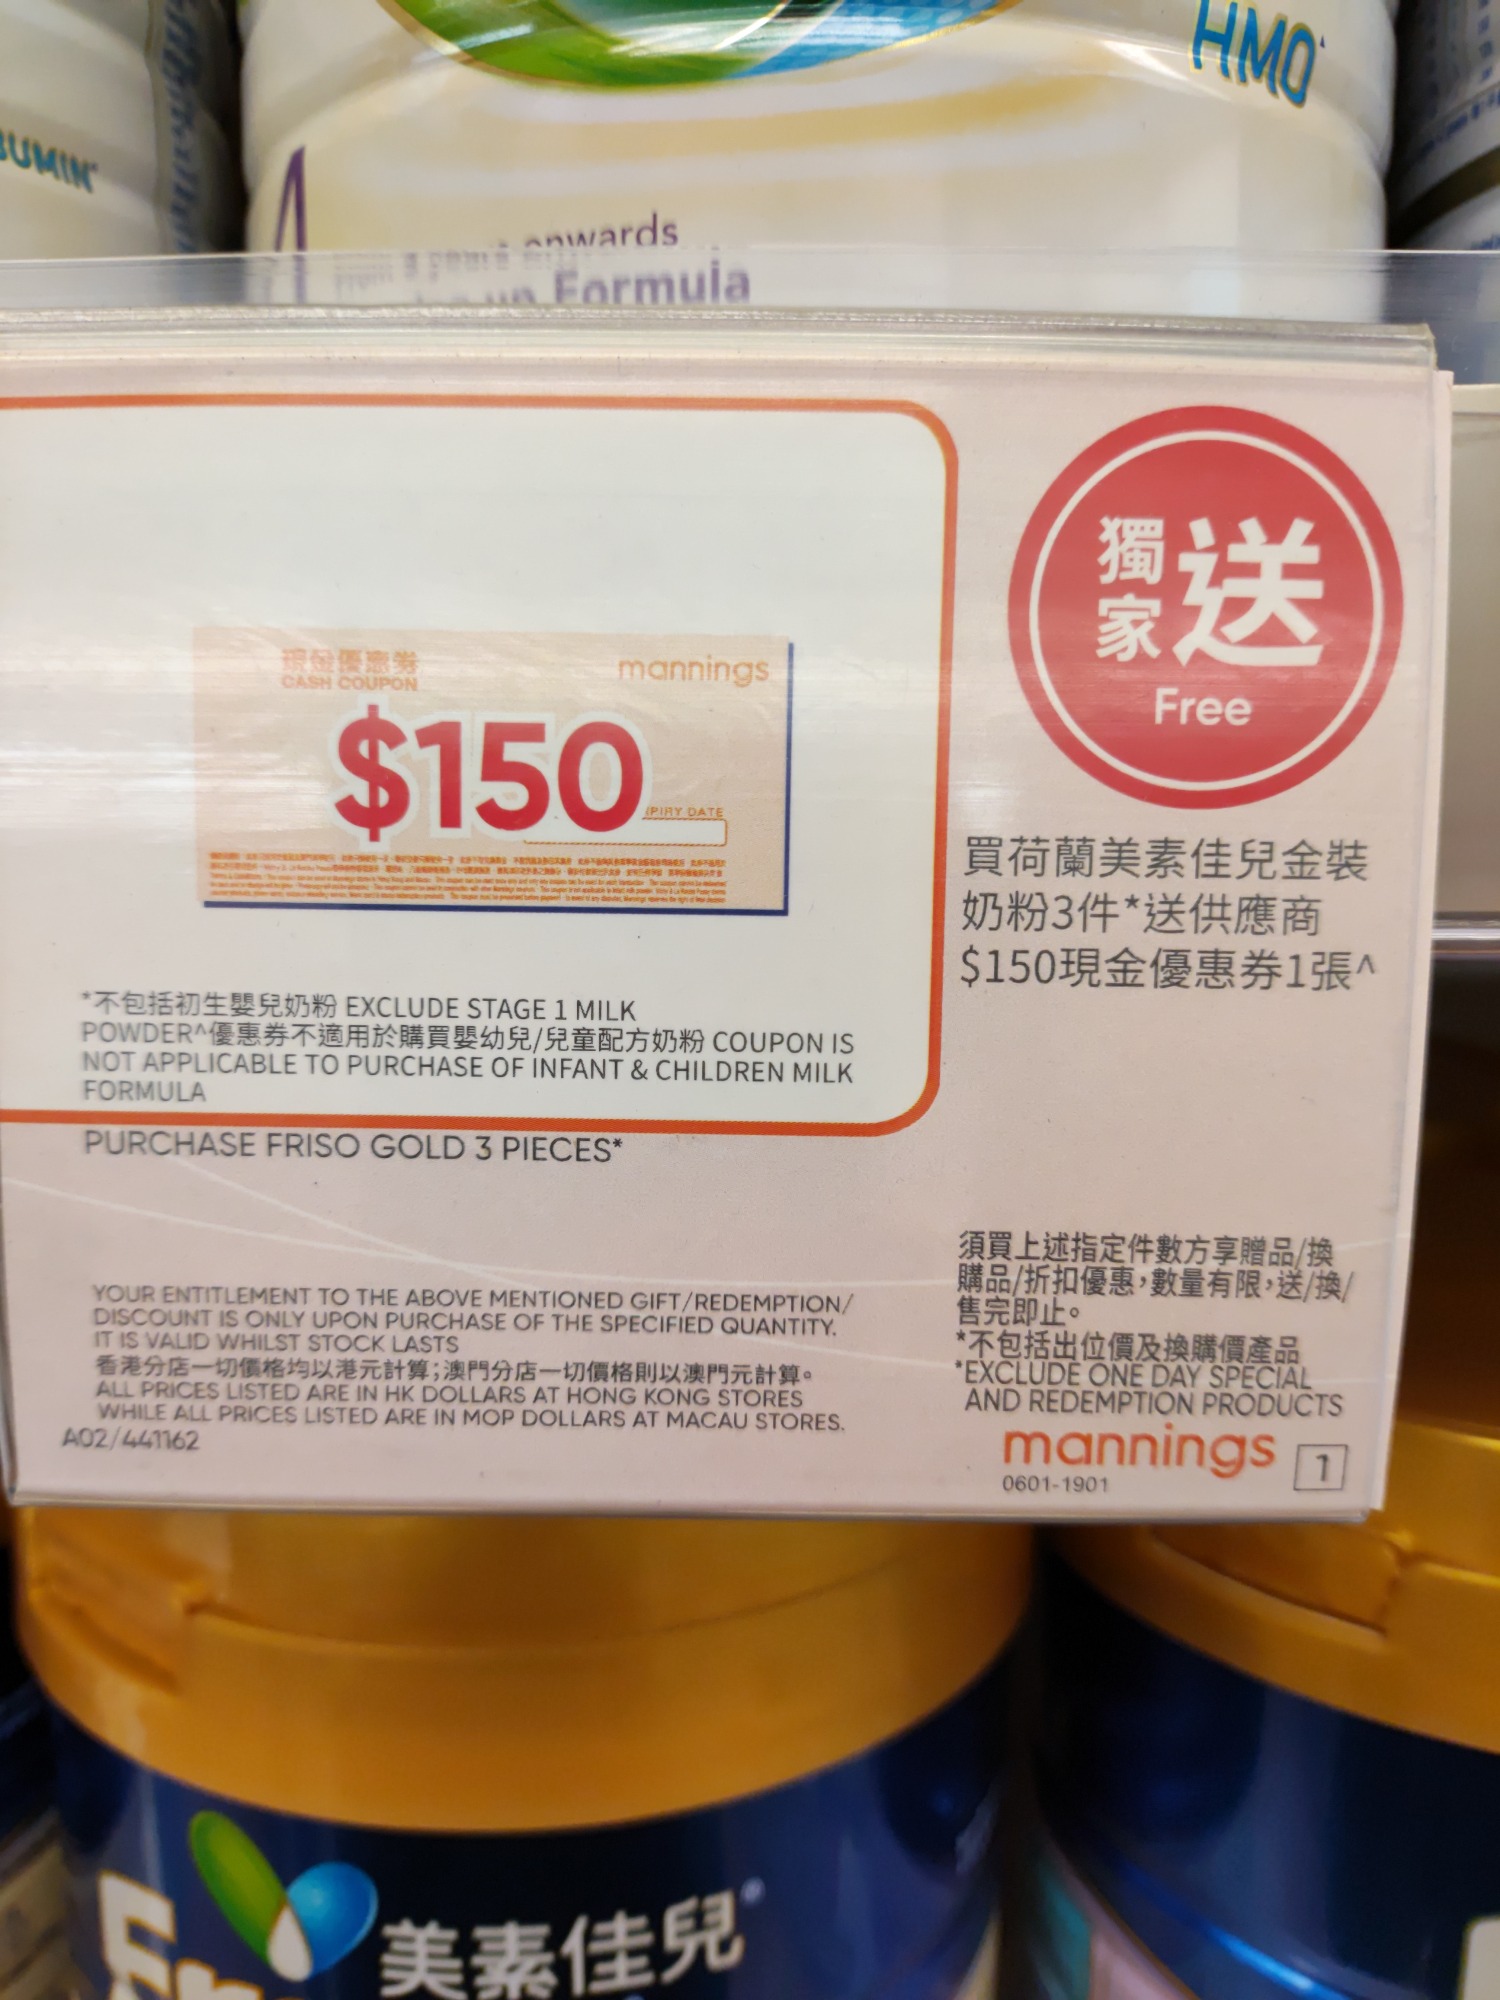 HMO
BUMIN
4
onwards
Formula
獨家
送
Free
現金優惠券
CASH COUPON
mannings
$150
PIRY DATE
買荷蘭美素佳兒金裝
奶粉3件*送供應商
$150現金優惠券1張^
*不包括初生嬰兒奶粉 EXCLUDE STAGE 1 MILK
POWDER^優惠券不適用於購買嬰幼兒/兒童配方奶粉 COUPON IS
NOT APPLICABLE TO PURCHASE OF INFANT & CHILDREN MILK
FORMULA
PURCHASE FRISO GOLD 3 PIECES*
YOUR ENTITLEMENT TO THE ABOVE MENTIONED GIFT/REDEMPTION/
DISCOUNT IS ONLY UPON PURCHASE OF THE SPECIFIED QUANTITY.
IT IS VALID WHILST STOCK LASTS
香港分店一切價格均以港元計算;澳門分店一切價格則以澳門元計算。
ALL PRICES LISTED ARE IN HK DOLLARS AT HONG KONG STORES
WHILE ALL PRICES LISTED ARE IN MOP DOLLARS AT MACAU STORES.
A02/441162
須買上述指定件數方享贈品/換
購品/折扣優惠,數量有限,送/換/
售完即止。
*不包括出位價及換購價產品
*EXCLUDE ONE DAY SPECIAL
AND REDEMPTION PRODUCTS
mannings
1
0601-1901
美素佳兒